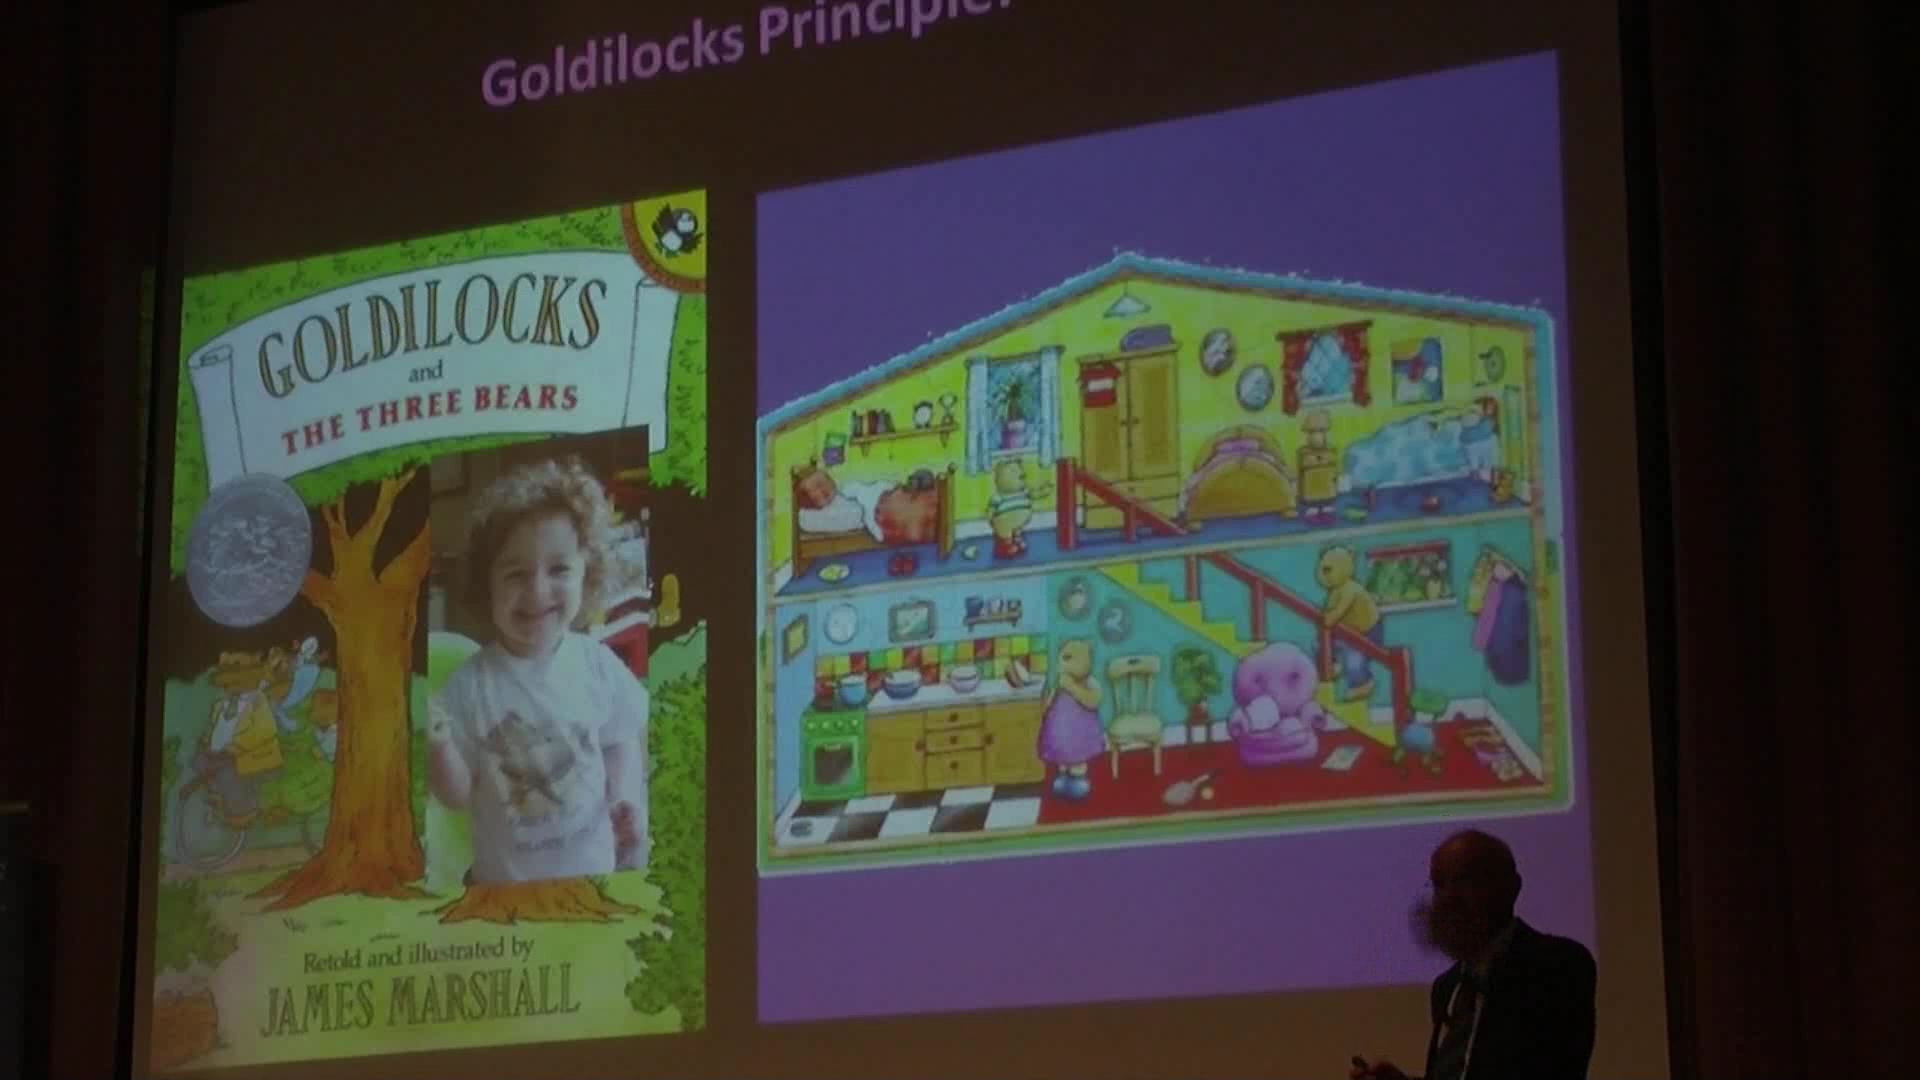 Goldilocks Principle:
GOLDILOCKS
and
THE THREE BEARS
Retold and illustrated by
JAMES MARSHALL